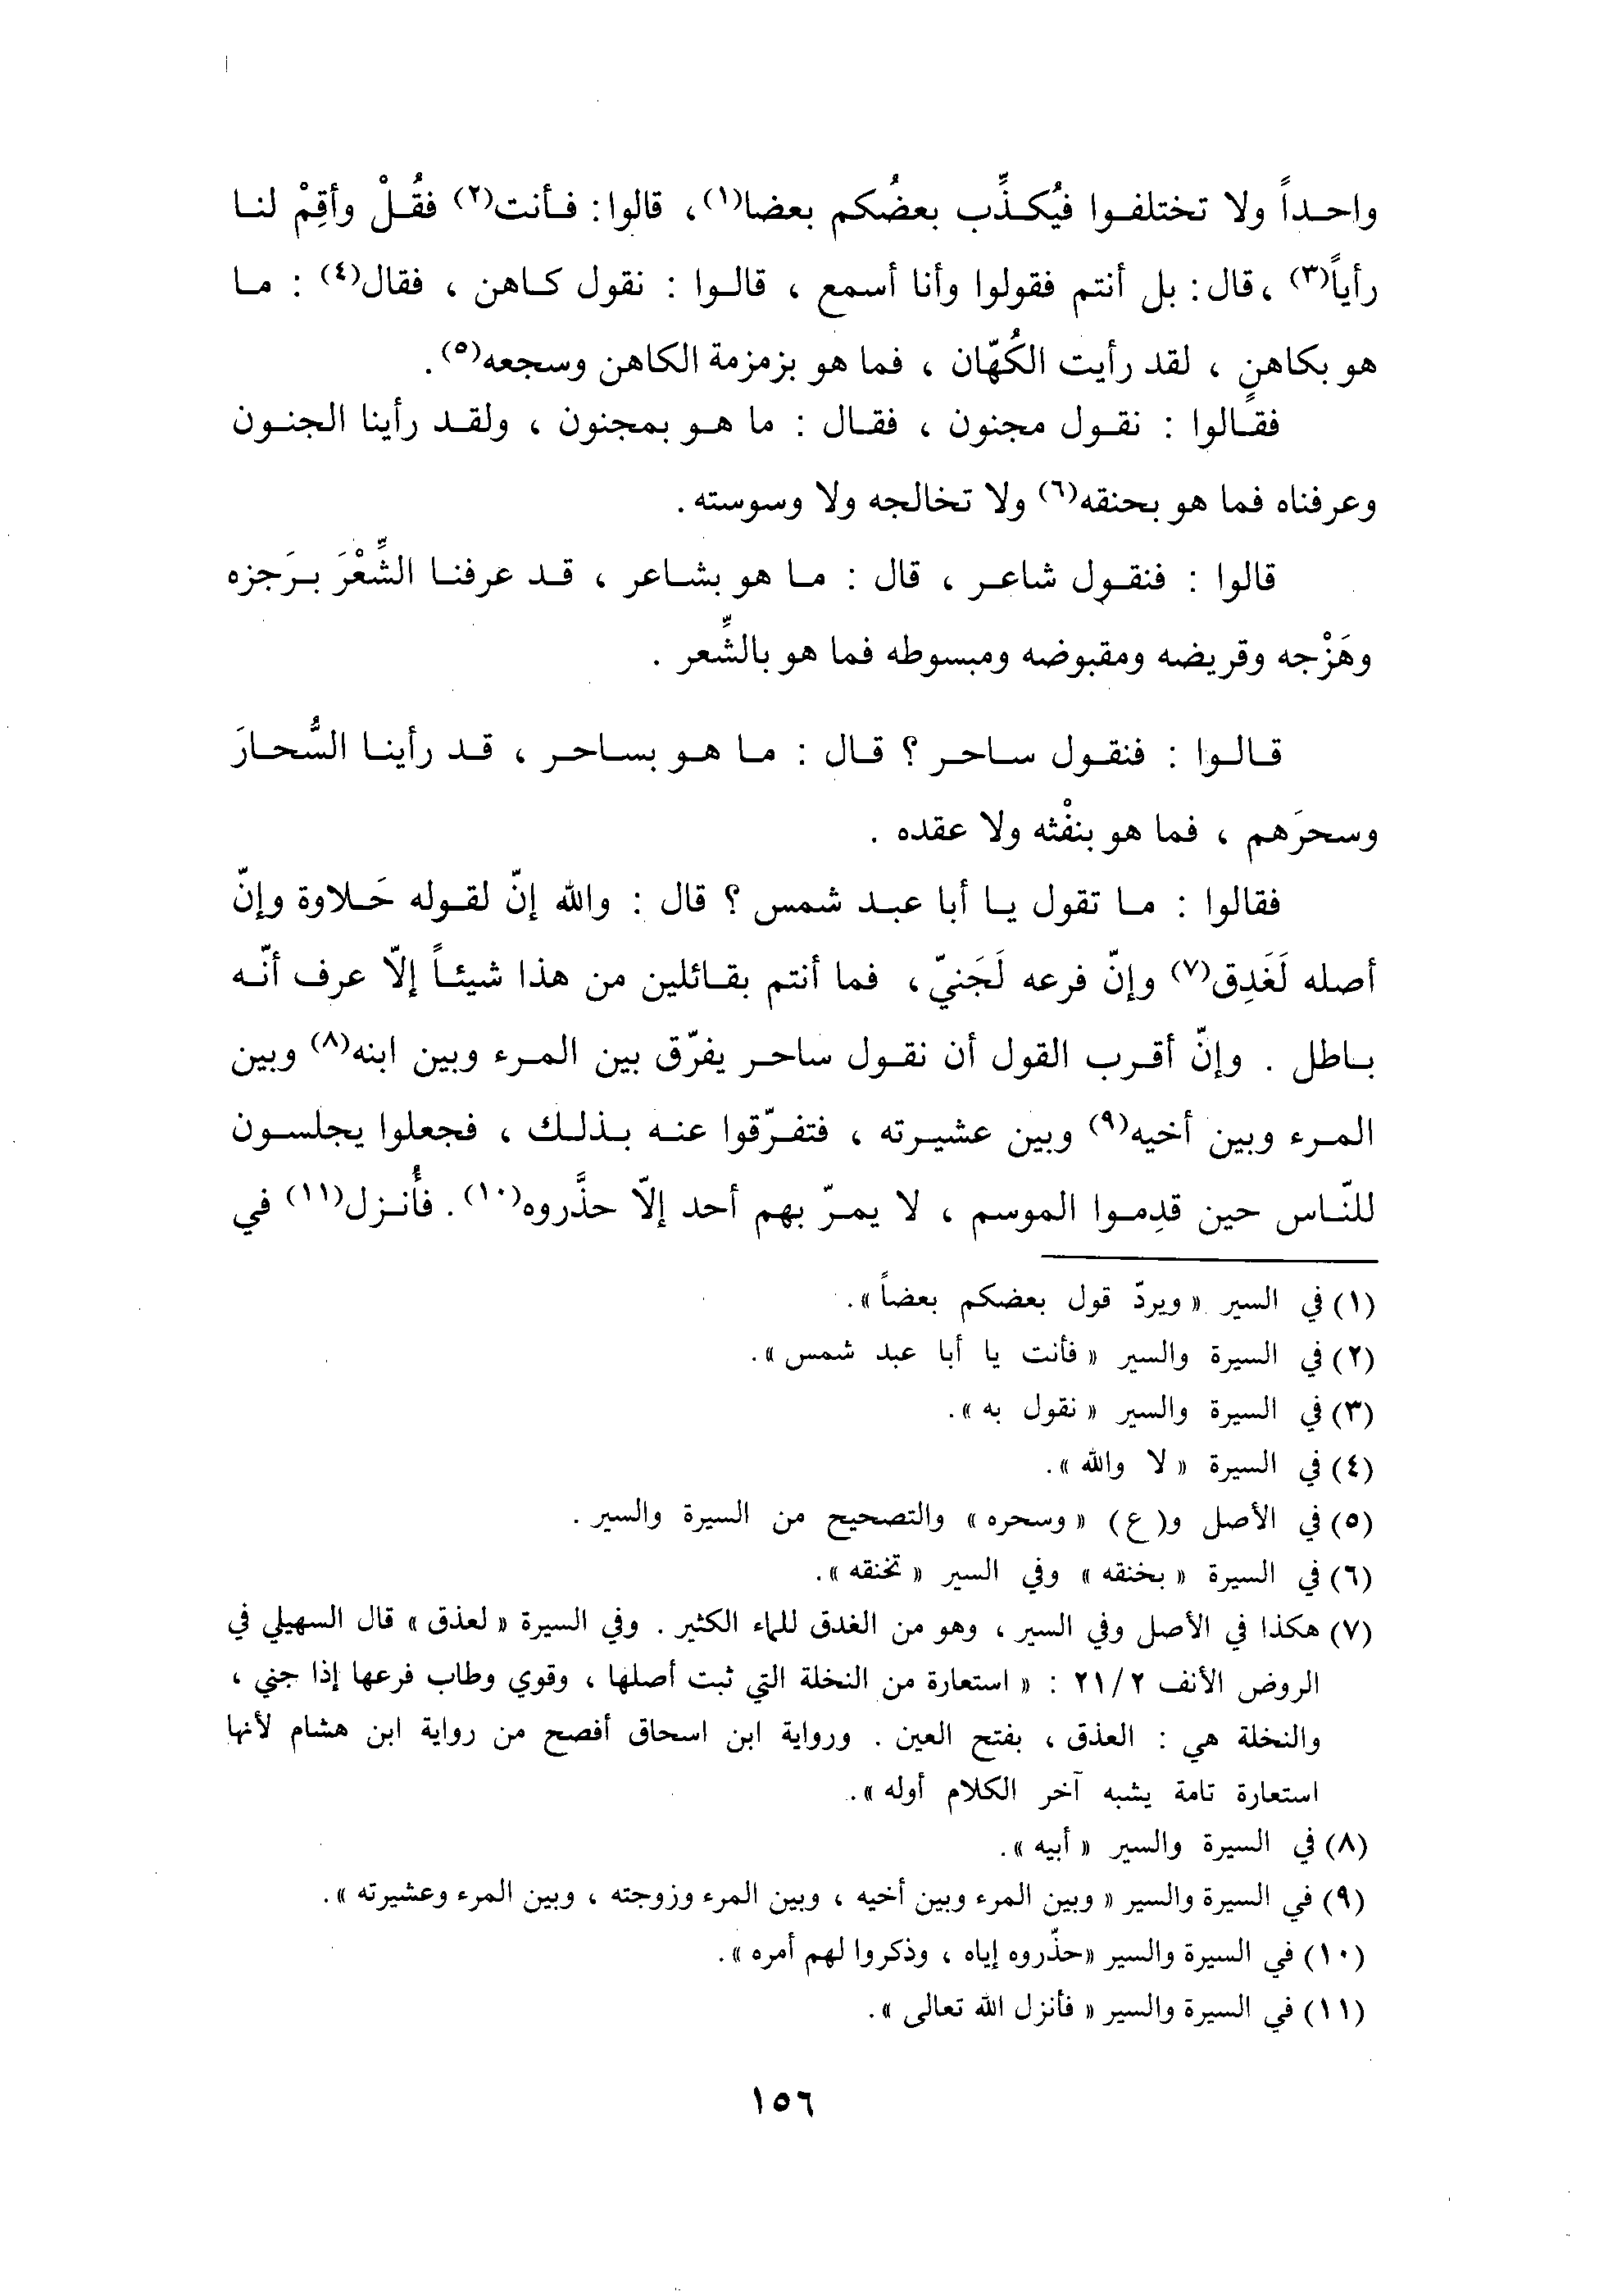 واحداً ولا تختلفوا فيُكذِّب بعضُكم بعضا(١)، قالوا: فأنت(٢) فقُلْ وأقِمْ لنا
رأياً(٣)، قال: بل أنتم فقولوا وأنا أسمع ، قالوا : نقول كاهن ، فقال(٤) : ما
هو بكاهنٍ ، لقد رأيت الكُهّان ، فما هو بزمزمة الكاهن وسجعه(٥).
فقالوا : نقول مجنون ، فقال : ما هو بمجنون ، ولقد رأينا الجنون
وعرفناه فما هو بحنقه(٦) ولا تخالجه ولا وسوسته .
قالوا : فنقول شاعر ، قال : ما هو بشاعر ، قد عرفنا الشِّعْرَ برَجزه
وهَزْجه وقريضه ومقبوضه ومبسوطه فما هو بالشِّعر .
قالوا : فنقول ساحر ؟ قال : ما هو بساحر ، قد رأينا السُّحارَ
وسحرَهم ، فما هو بنفْثه ولا عقده .
فقالوا : ما تقول يا أبا عبد شمس ؟ قال : والله إنّ لقوله حَلاوة وإنّ
أصله لَغَدِق(٧) وإنّ فرعه لَجَنيّ، فما أنتم بقائلين من هذا شيئاً إلاّ عرف أنّه
باطل . وإنّ أقرب القول أن نقول ساحر يفرّق بين المرء وبين ابنه(٨) وبين
المرء وبين أخيه(٩) وبين عشيرته ، فتفرّقوا عنه بذلك ، فجعلوا يجلسون
للنّاس حين قدِموا الموسم ، لا يمرّ بهم أحد إلاّ حذَّروه(١٠). فأُنزل(١١) في
(١) في السير « ويردّ قول بعضكم بعضاً ».
(٢) في السيرة والسير « فأنت يا أبا عبد شمس ».
(٣) في السيرة والسير « نقول به ».
(٤) في السيرة « لا والله ».
(٥) في الأصل و( ع ) « وسحره » والتصحيح من السيرة والسير .
(٦) في السيرة « بخنقه » وفي السير « تخنقه ».
(٧) هكذا في الأصل وفي السير ، وهو من الغدق للماء الكثير . وفي السيرة « لعذق » قال السهيلي في
الروض الأنف ٢١/٢ : « استعارة من النخلة التي ثبت أصلها ، وقوي وطاب فرعها إذا جني ،
والنخلة هي : العذق ، بفتح العين . ورواية ابن اسحاق أفصح من رواية ابن هشام لأنها
استعارة تامة يشبه آخر الكلام أوله ».
(٨) في السيرة والسير « أبيه ».
(٩) في السيرة والسير « وبين المرء وبين أخيه ، وبين المرء وزوجته ، وبين المرء وعشيرته ».
(١٠) في السيرة والسير «حذّروه إياه ، وذكروا لهم أمره ».
(١١) في السيرة والسير « فأنزل الله تعالى ».
١٥٦